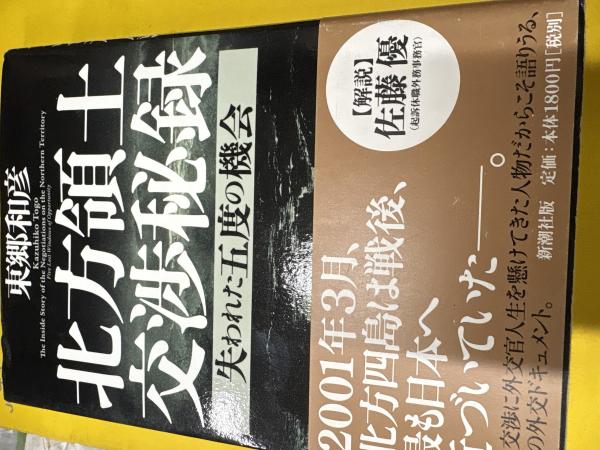 東郷和彦
Kazuhiko Togo
The Inside Story of the Negotiations on the Northern Territory
Five Lost Windows of Opportunity
北方領土
交渉秘録
失われた五度の機会
【解説】
佐藤 優
(起訴休職外務事務官)
2001年3月、
北方四島は戦後、
最も日本へ
近づいていた――。
交渉に外交官人生を懸けてきた人物だからこそ語りうる、
の外交ドキュメント。
新潮社版 定価:本体1800円[税別]